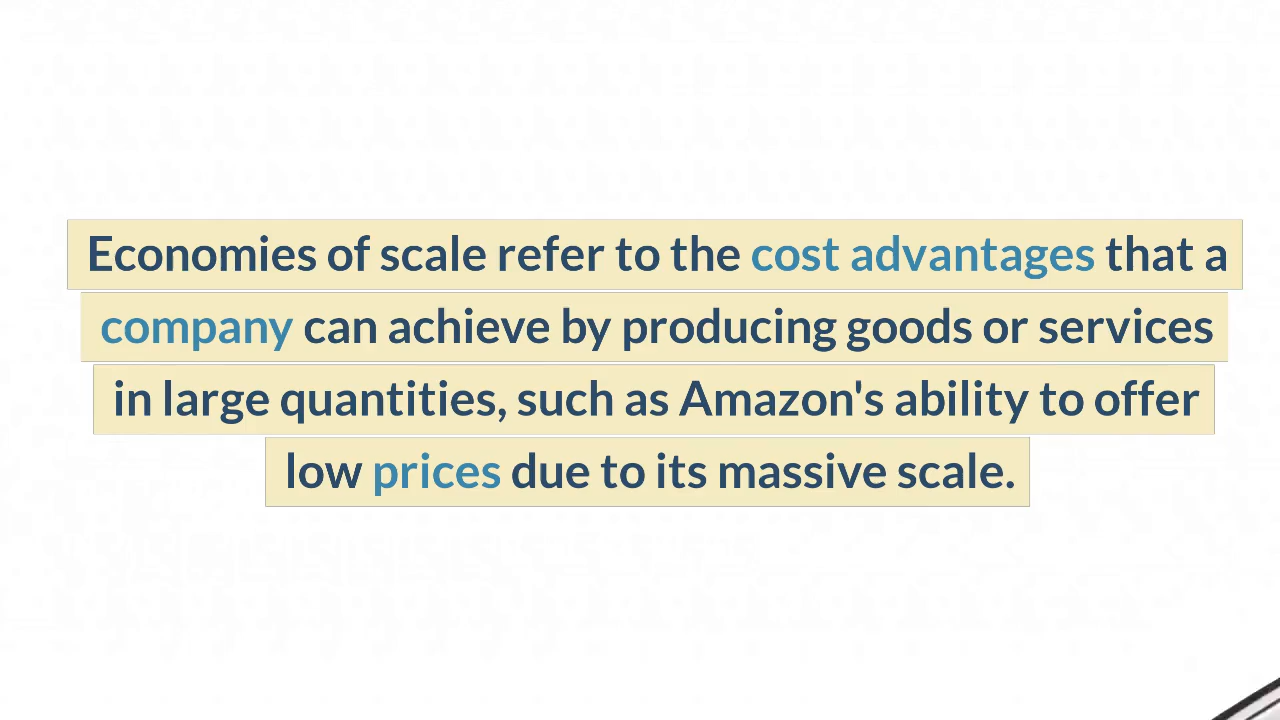 Economies of scale refer to the cost advantages that a
company can achieve by producing goods or services
in large quantities, such as Amazon's ability to offer
low prices due to its massive scale.